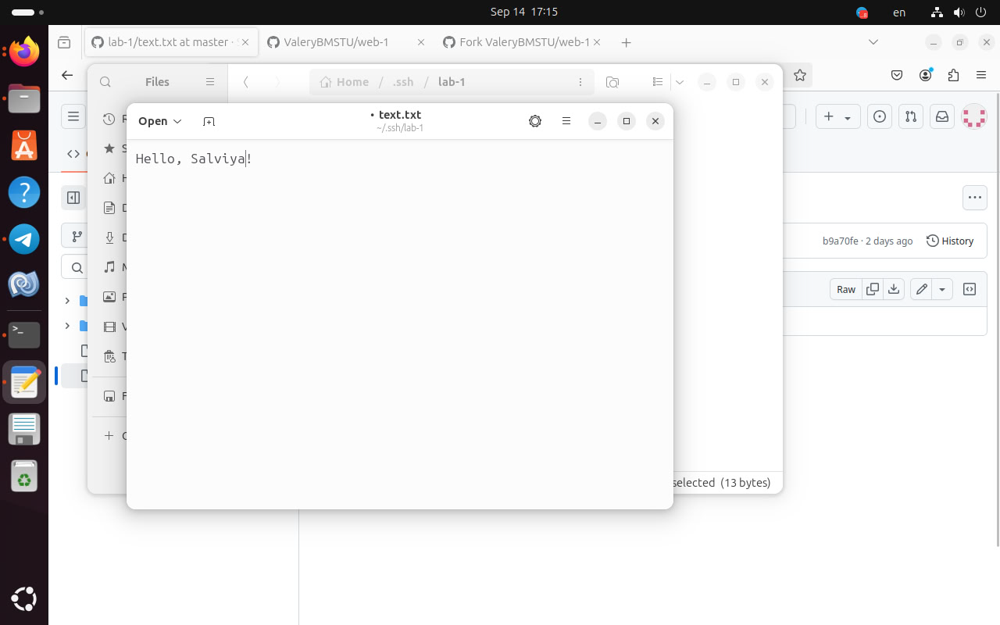 Sep 14 17:15
en
lab-1/text.txt at master ·
ValeryBMSTU/web-1
Fork ValeryBMSTU/web-1
Files
Home / .ssh / lab-1
Open
• text.txt
~/.ssh/lab-1
Hello, Salviya!
b9a70fe · 2 days ago
History
Raw
selected (13 bytes)